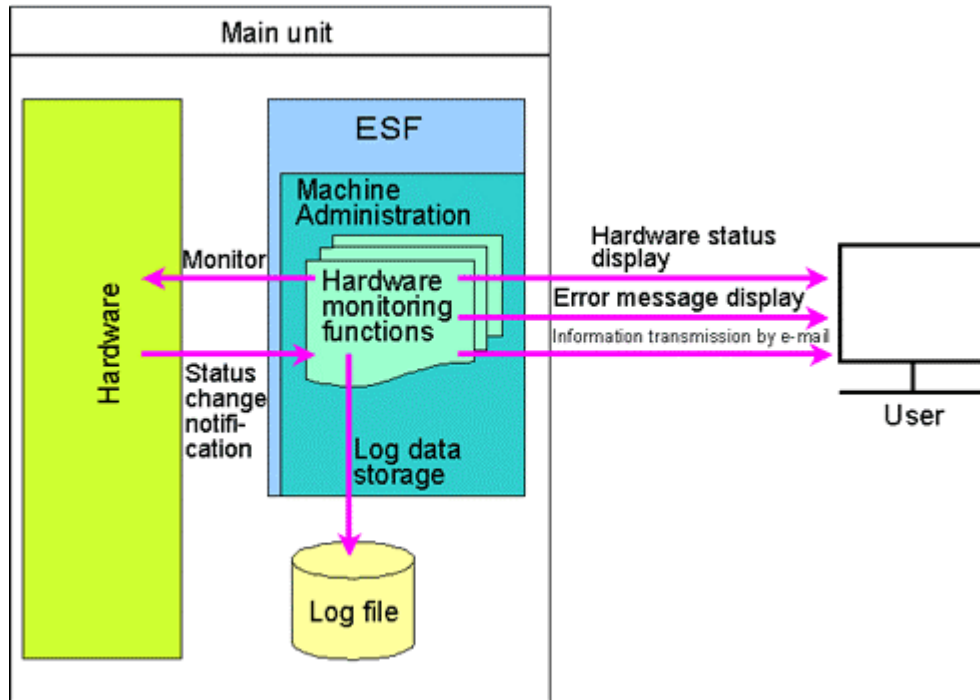 Main unit
ESF
Machine
Administration
Monitor
Hardware
monitoring
functions
Hardware status
display
Error message display
Information transmission by e-mail
Hardware
Status
change
notifi-
cation
User
Log data
storage
Log file